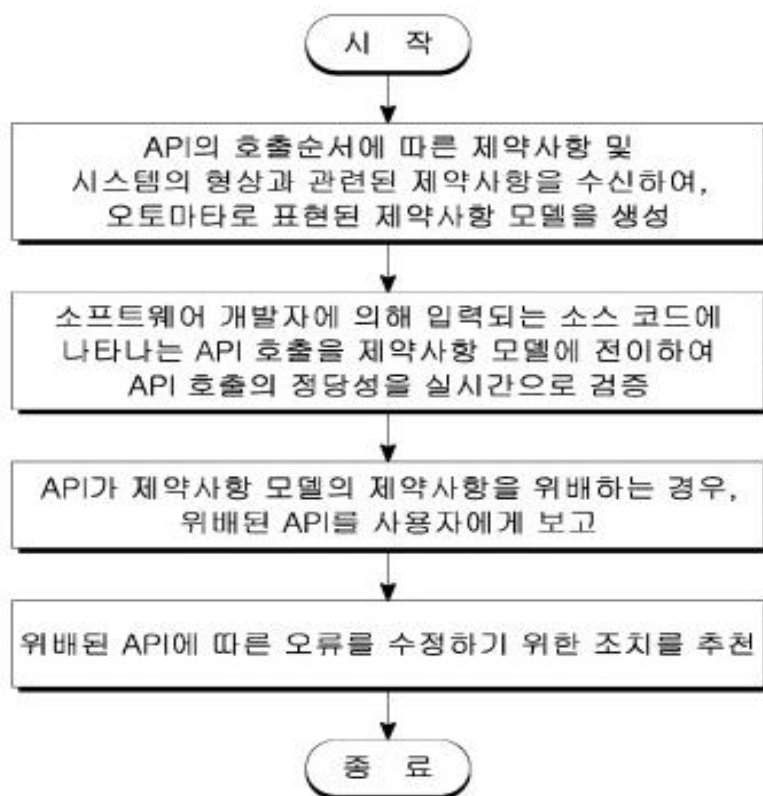 시 작
API의 호출순서에 따른 제약사항 및
시스템의 형상과 관련된 제약사항을 수신하여,
오토마타로 표현된 제약사항 모델을 생성
소프트웨어 개발자에 의해 입력되는 소스 코드에
나타나는 API 호출을 제약사항 모델에 전이하여
API 호출의 정당성을 실시간으로 검증
API가 제약사항 모델의 제약사항을 위배하는 경우,
위배된 API를 사용자에게 보고
위배된 API에 따른 오류를 수정하기 위한 조치를 추천
종 료